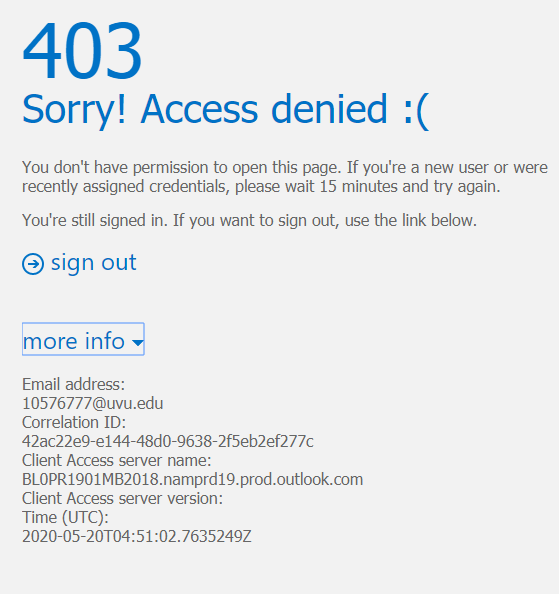 403
Sorry! Access denied :(
You don't have permission to open this page. If you're a new user or were
recently assigned credentials, please wait 15 minutes and try again.
You're still signed in. If you want to sign out, use the link below.
sign out
more info
Email address:
10576777@uvu.edu
Correlation ID:
42ac22e9-e144-48d0-9638-2f5eb2ef277c
Client Access server name:
BL0PR1901MB2018.namprd19.prod.outlook.com
Client Access server version:
Time (UTC):
2020-05-20T04:51:02.7635249Z